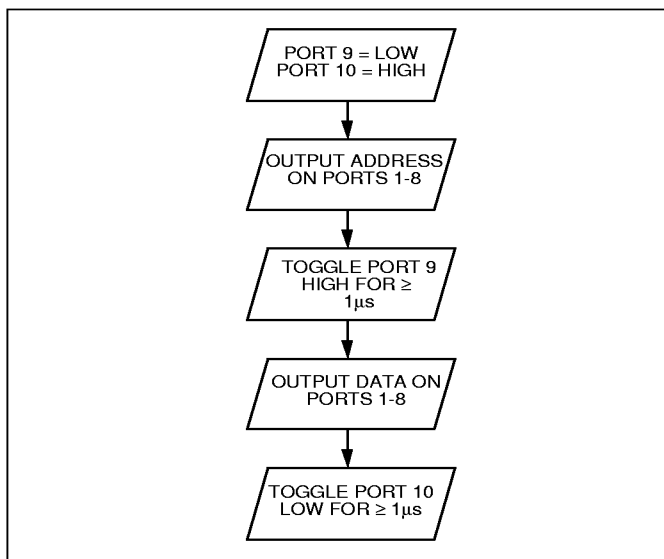 PORT 9 = LOW
PORT 10 = HIGH
OUTPUT ADDRESS
ON PORTS 1-8
TOGGLE PORT 9
HIGH FOR ≥
1μs
OUTPUT DATA ON
PORTS 1-8
TOGGLE PORT 10
LOW FOR ≥ 1μs